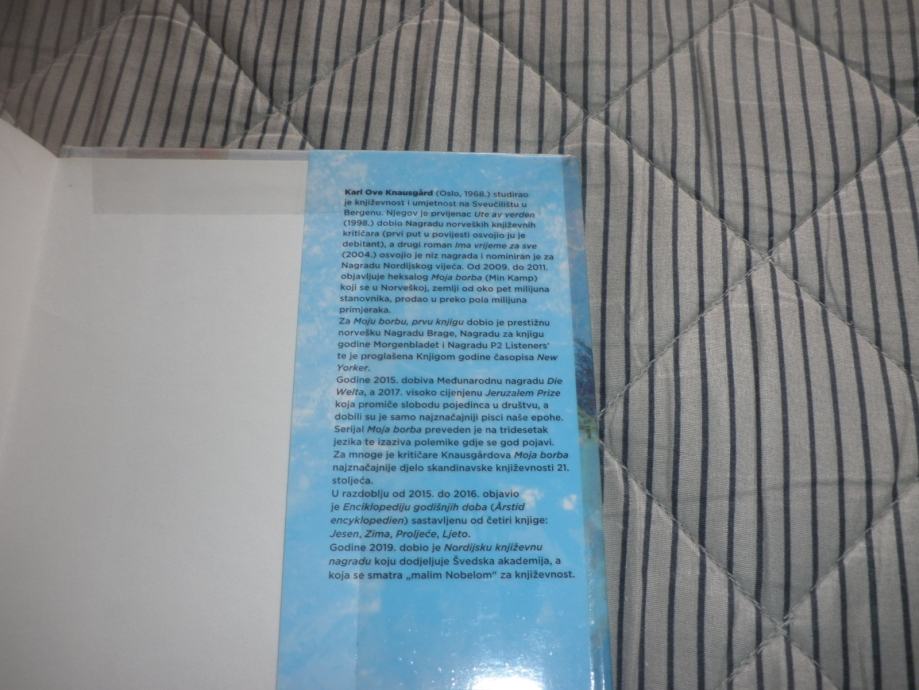 Karl Ove Knausgård (Oslo, 1968.) studirao
je književnost i umjetnost na Sveučilištu u
Bergenu. Njegov je prvijenac Ute av verden
(1998.) dobio Nagradu norveških književnih
kritičara (prvi put u povijesti osvojio ju je
debitant), a drugi roman Ima vrijeme za sve
(2004.) osvojio je niz nagrada i nominiran je za
Nagradu Nordijskog vijeća. Od 2009. do 2011.
objavljuje heksalog Moja borba (Min Kamp)
koji se u Norveškoj, zemlji od oko pet milijuna
stanovnika, prodao u preko pola milijuna
primjeraka.
Za Moju borbu, prvu knjigu dobio je prestižnu
norvešku Nagradu Brage, Nagradu za knjigu
godine Morgenbladet i Nagradu P2 Listeners'
te je proglašena Knjigom godine časopisa New
Yorker.
Godine 2015. dobiva Međunarodnu nagradu Die
Welta, a 2017. visoko cijenjenu Jeruzalem Prize
koja promiče slobodu pojedinca u društvu, a
dobili su je samo najznačajniji pisci naše epohe.
Serijal Moja borba preveden je na tridesetak
jezika te izaziva polemike gdje se god pojavi.
Za mnoge je kritičare Knausgårdova Moja borba
najznačajnije djelo skandinavske književnosti 21.
stoljeća.
U razdoblju od 2015. do 2016. objavio
je Enciklopediju godišnjih doba (Årstid
encyklopedien) sastavljenu od četiri knjige:
Jesen, Zima, Proljeće, Ljeto.
Godine 2019. dobio je Nordijsku književnu
nagradu koju dodjeljuje Švedska akademija, a
koja se smatra „malim Nobelom" za književnost.